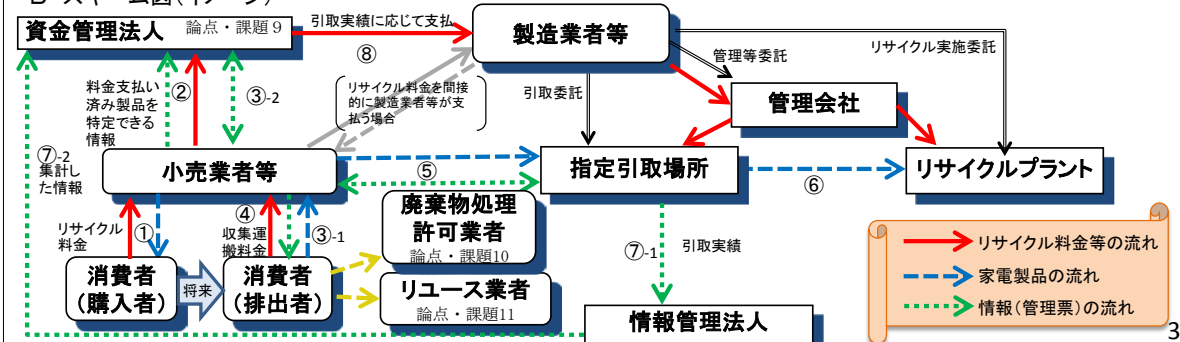 資金管理法人 論点・課題９
引取実績に応じて支払
⑧
製造業者等
リサイクル実施委託
管理等委託
引取委託
リサイクル料金を間接
的に製造業者等が支
払う場合
管理会社
料金支払い
済み製品を
特定できる
情報
②
③-2
⑦-2
集計し
た情報
小売業者等
⑤
指定引取場所
⑥
リサイクルプラント
リサイクル
料金
①
④
収集運
搬料金
③-1
廃棄物処理
許可業者
論点・課題10
⑦-1
引取実績
消費者
（購入者）
将来
消費者
（排出者）
リユース業者
論点・課題11
情報管理法人
リサイクル料金等の流れ
家電製品の流れ
情報（管理票）の流れ
3